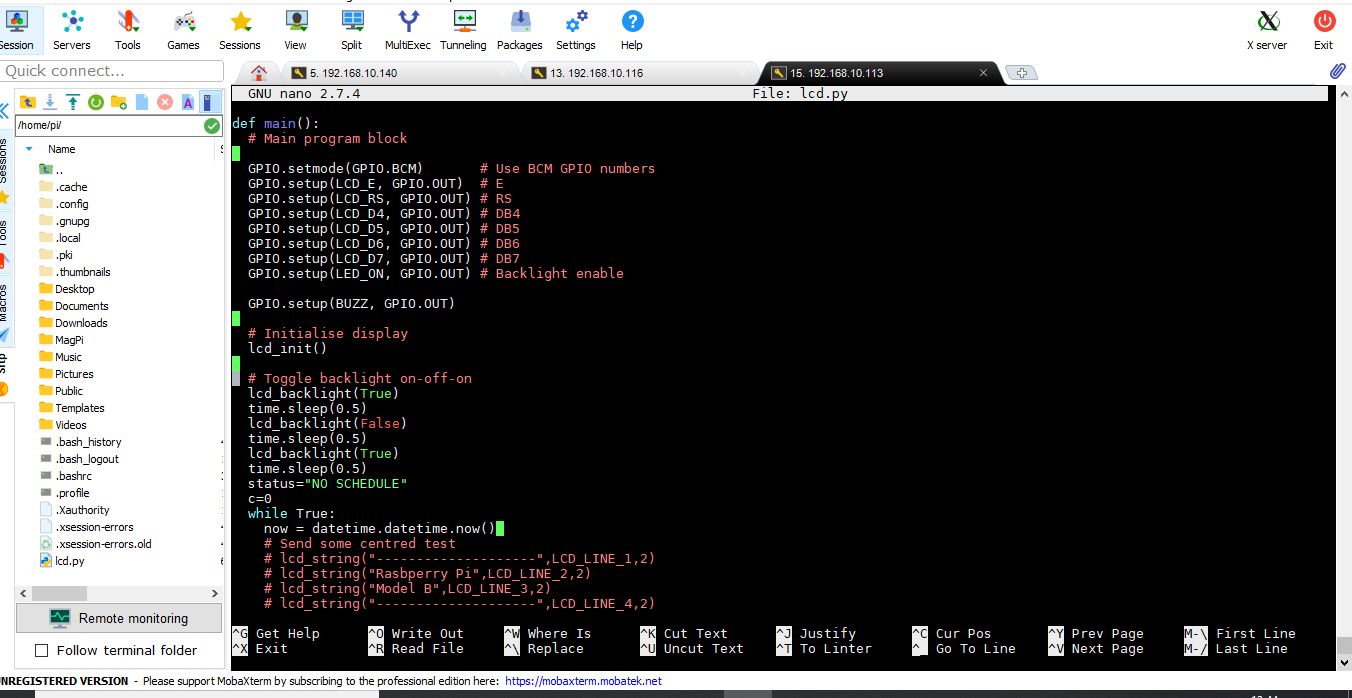 Session Servers Tools Games Sessions View Split MultiExec Tunneling Packages Settings Help X server Exit
Quick connect...
5. 192.168.10.140
13. 192.168.10.116
15. 192.168.10.113
Sessions
Tools
Macros
Sftp
/home/pi/
Name
..
.cache
.config
.gnupg
.local
.pki
.thumbnails
Desktop
Documents
Downloads
MagPi
Music
Pictures
Public
Templates
Videos
.bash_history
.bash_logout
.bashrc
.profile
.Xauthority
.xsession-errors
.xsession-errors.old
lcd.py
Remote monitoring
Follow terminal folder
GNU nano 2.7.4 File: lcd.py
def main():
# Main program block
GPIO.setmode(GPIO.BCM) # Use BCM GPIO numbers
GPIO.setup(LCD_E, GPIO.OUT) # E
GPIO.setup(LCD_RS, GPIO.OUT) # RS
GPIO.setup(LCD_D4, GPIO.OUT) # DB4
GPIO.setup(LCD_D5, GPIO.OUT) # DB5
GPIO.setup(LCD_D6, GPIO.OUT) # DB6
GPIO.setup(LCD_D7, GPIO.OUT) # DB7
GPIO.setup(LED_ON, GPIO.OUT) # Backlight enable
GPIO.setup(BUZZ, GPIO.OUT)
# Initialise display
lcd_init()
# Toggle backlight on-off-on
lcd_backlight(True)
time.sleep(0.5)
lcd_backlight(False)
time.sleep(0.5)
lcd_backlight(True)
time.sleep(0.5)
status="NO SCHEDULE"
c=0
while True:
now = datetime.datetime.now()
# Send some centred test
# lcd_string("--------------------",LCD_LINE_1,2)
# lcd_string("Rasbperry Pi",LCD_LINE_2,2)
# lcd_string("Model B",LCD_LINE_3,2)
# lcd_string("--------------------",LCD_LINE_4,2)
^G Get Help ^O Write Out ^W Where Is ^K Cut Text ^J Justify ^C Cur Pos ^Y Prev Page M-\ First Line
^X Exit ^R Read File ^\ Replace ^U Uncut Text ^T To Linter ^_ Go To Line ^V Next Page M-/ Last Line
UNREGISTERED VERSION - Please support MobaXterm by subscribing to the professional edition here: https://mobaxterm.mobatek.net